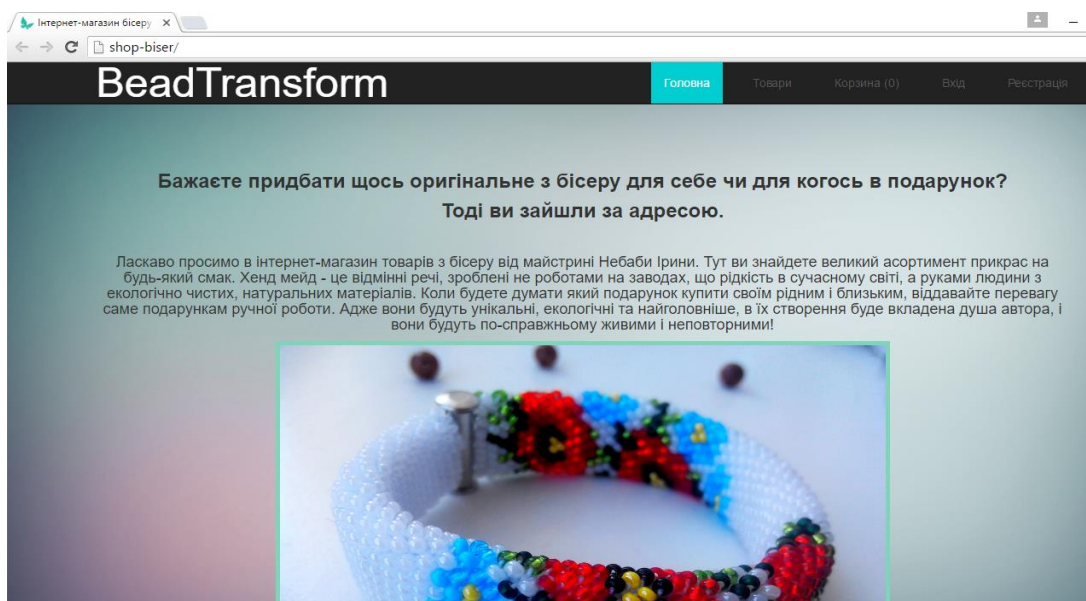 Інтернет-магазин бісеру
shop-biser/
BeadTransform
Головна Товари Корзина (0) Вхід Реєстрація
Бажаєте придбати щось оригінальне з бісеру для себе чи для когось в подарунок?
Тоді ви зайшли за адресою.
Ласкаво просимо в інтернет-магазин товарів з бісеру від майстрині Небаби Ірини. Тут ви знайдете великий асортимент прикрас на
будь-який смак. Хенд мейд - це відмінні речі, зроблені не роботами на заводах, що рідкість в сучасному світі, а руками людини з
екологічно чистих, натуральних матеріалів. Коли будете думати який подарунок купити своїм рідним і близьким, віддавайте перевагу
саме подарункам ручної роботи. Адже вони будуть унікальні, екологічні та найголовніше, в їх створення буде вкладена душа автора, і
вони будуть по-справжньому живими і неповторними!